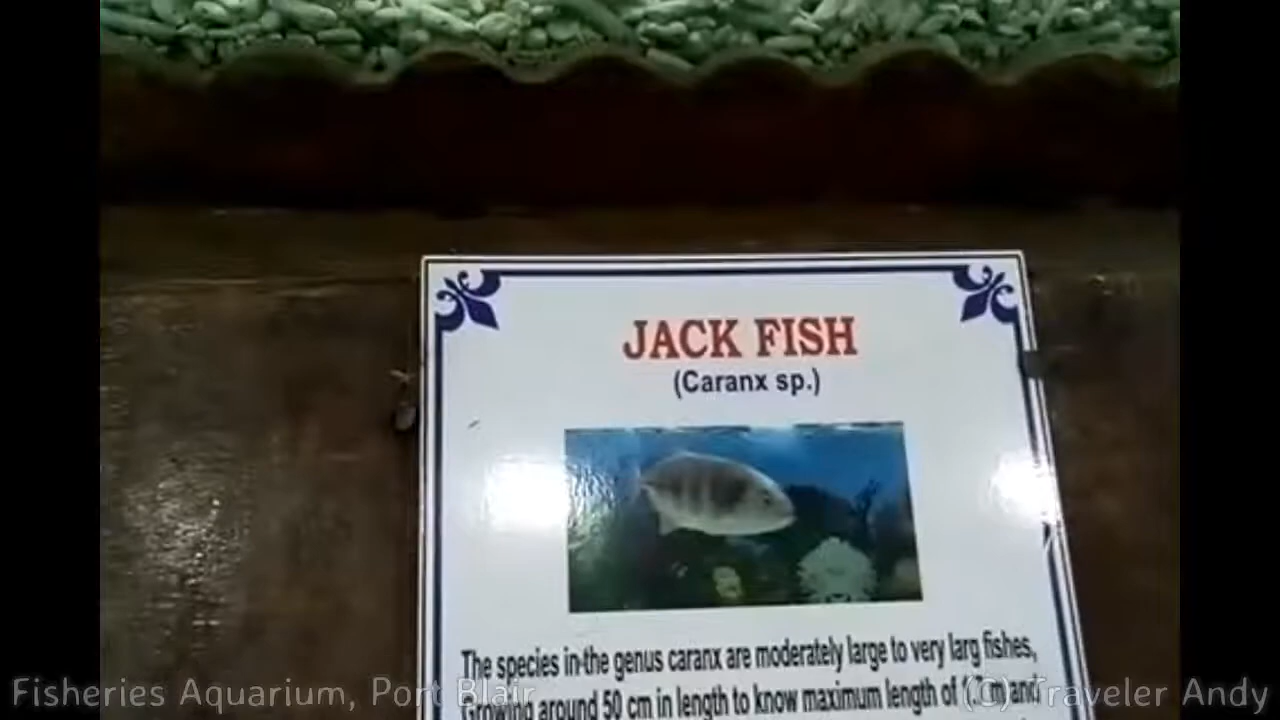 JACK FISH
(Caranx sp.)
The species in the genus caranx are moderately large to very larg fishes,
Growing around 50 cm in length to know maximum length of and
Fisheries Aquarium, Port Blair
(C) Traveler Andy